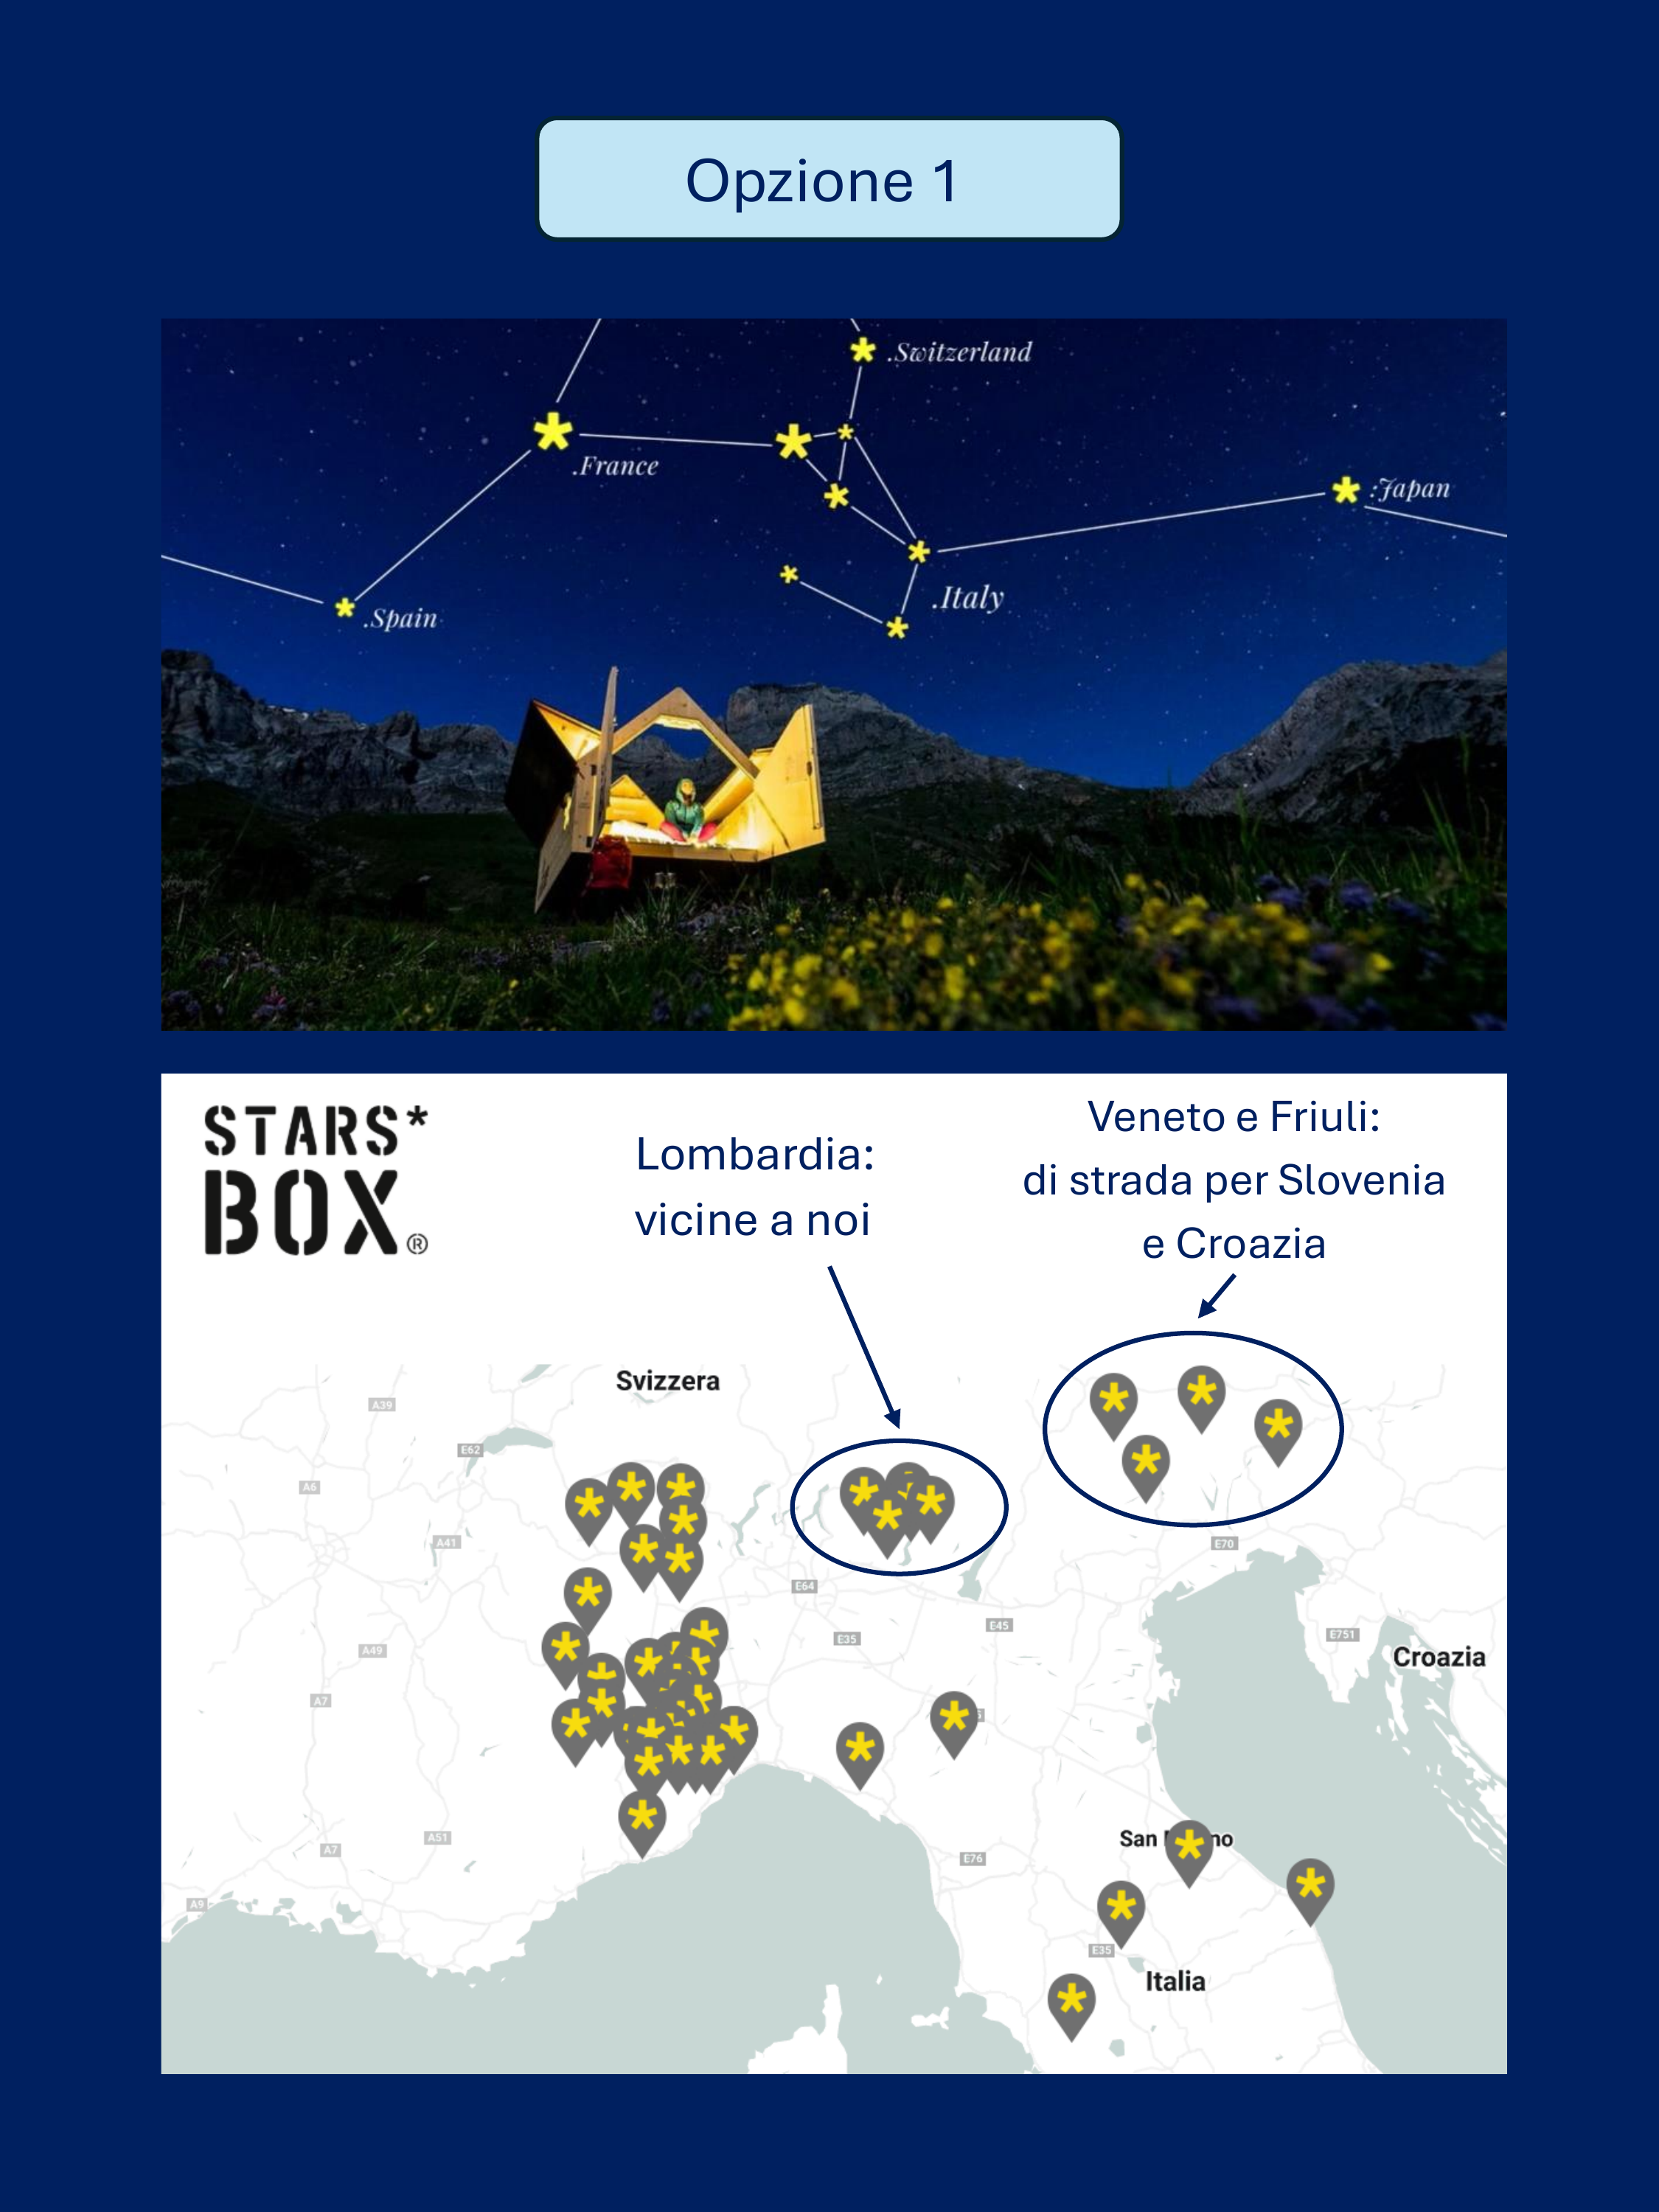 Opzione 1
.Switzerland
.France
:Japan
.Italy
.Spain
STARS*
BOX®
Lombardia:
vicine a noi
Veneto e Friuli:
di strada per Slovenia
e Croazia
Svizzera
A39
E62
A6
A41
E70
E64
E45
E35
E751
A49
Croazia
A7
San
no
A51
A7
E76
A9
E35
Italia